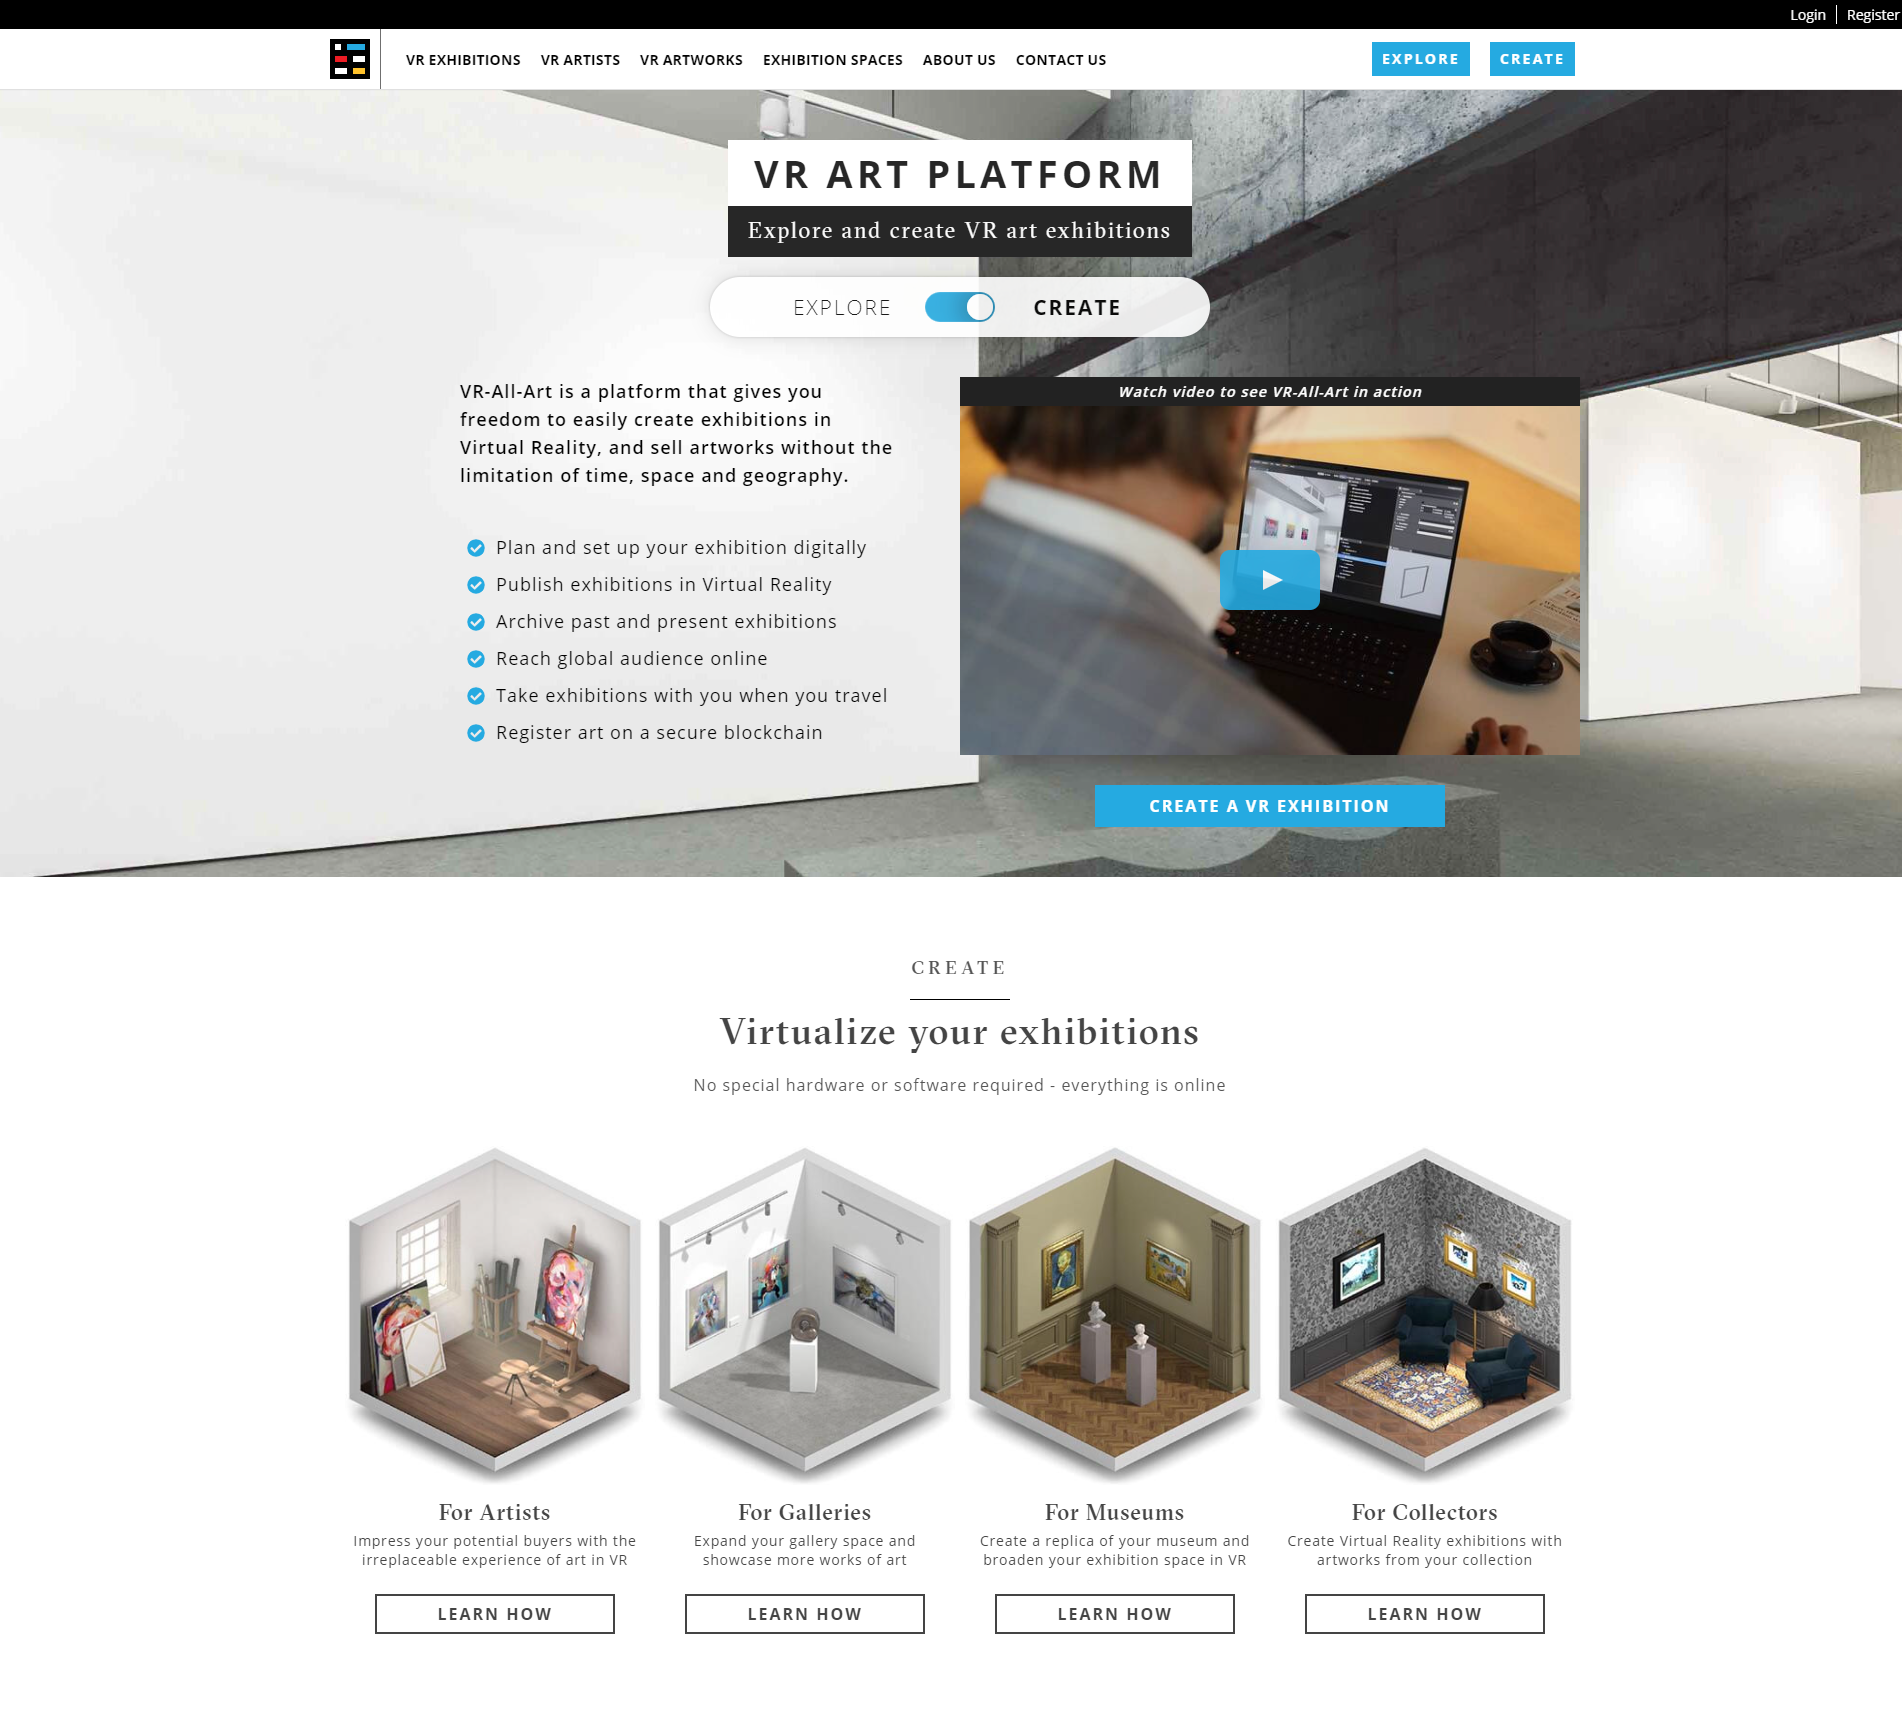 Login
Register
VR EXHIBITIONS
VR ARTISTS
VR ARTWORKS
EXHIBITION SPACES
ABOUT US
CONTACT US
EXPLORE
CREATE
VR ART PLATFORM
Explore and create VR art exhibitions
EXPLORE
CREATE
VR-All-Art is a platform that gives you
freedom to easily create exhibitions in
Virtual Reality, and sell artworks without the
limitation of time, space and geography.
Plan and set up your exhibition digitally
Publish exhibitions in Virtual Reality
Archive past and present exhibitions
Reach global audience online
Take exhibitions with you when you travel
Register art on a secure blockchain
Watch video to see VR-All-Art in action
CREATE A VR EXHIBITION
CREATE
Virtualize your exhibitions
No special hardware or software required - everything is online
For Artists
Impress your potential buyers with the
irreplaceable experience of art in VR
LEARN HOW
For Galleries
Expand your gallery space and
showcase more works of art
LEARN HOW
For Museums
Create a replica of your museum and
broaden your exhibition space in VR
LEARN HOW
For Collectors
Create Virtual Reality exhibitions with
artworks from your collection
LEARN HOW